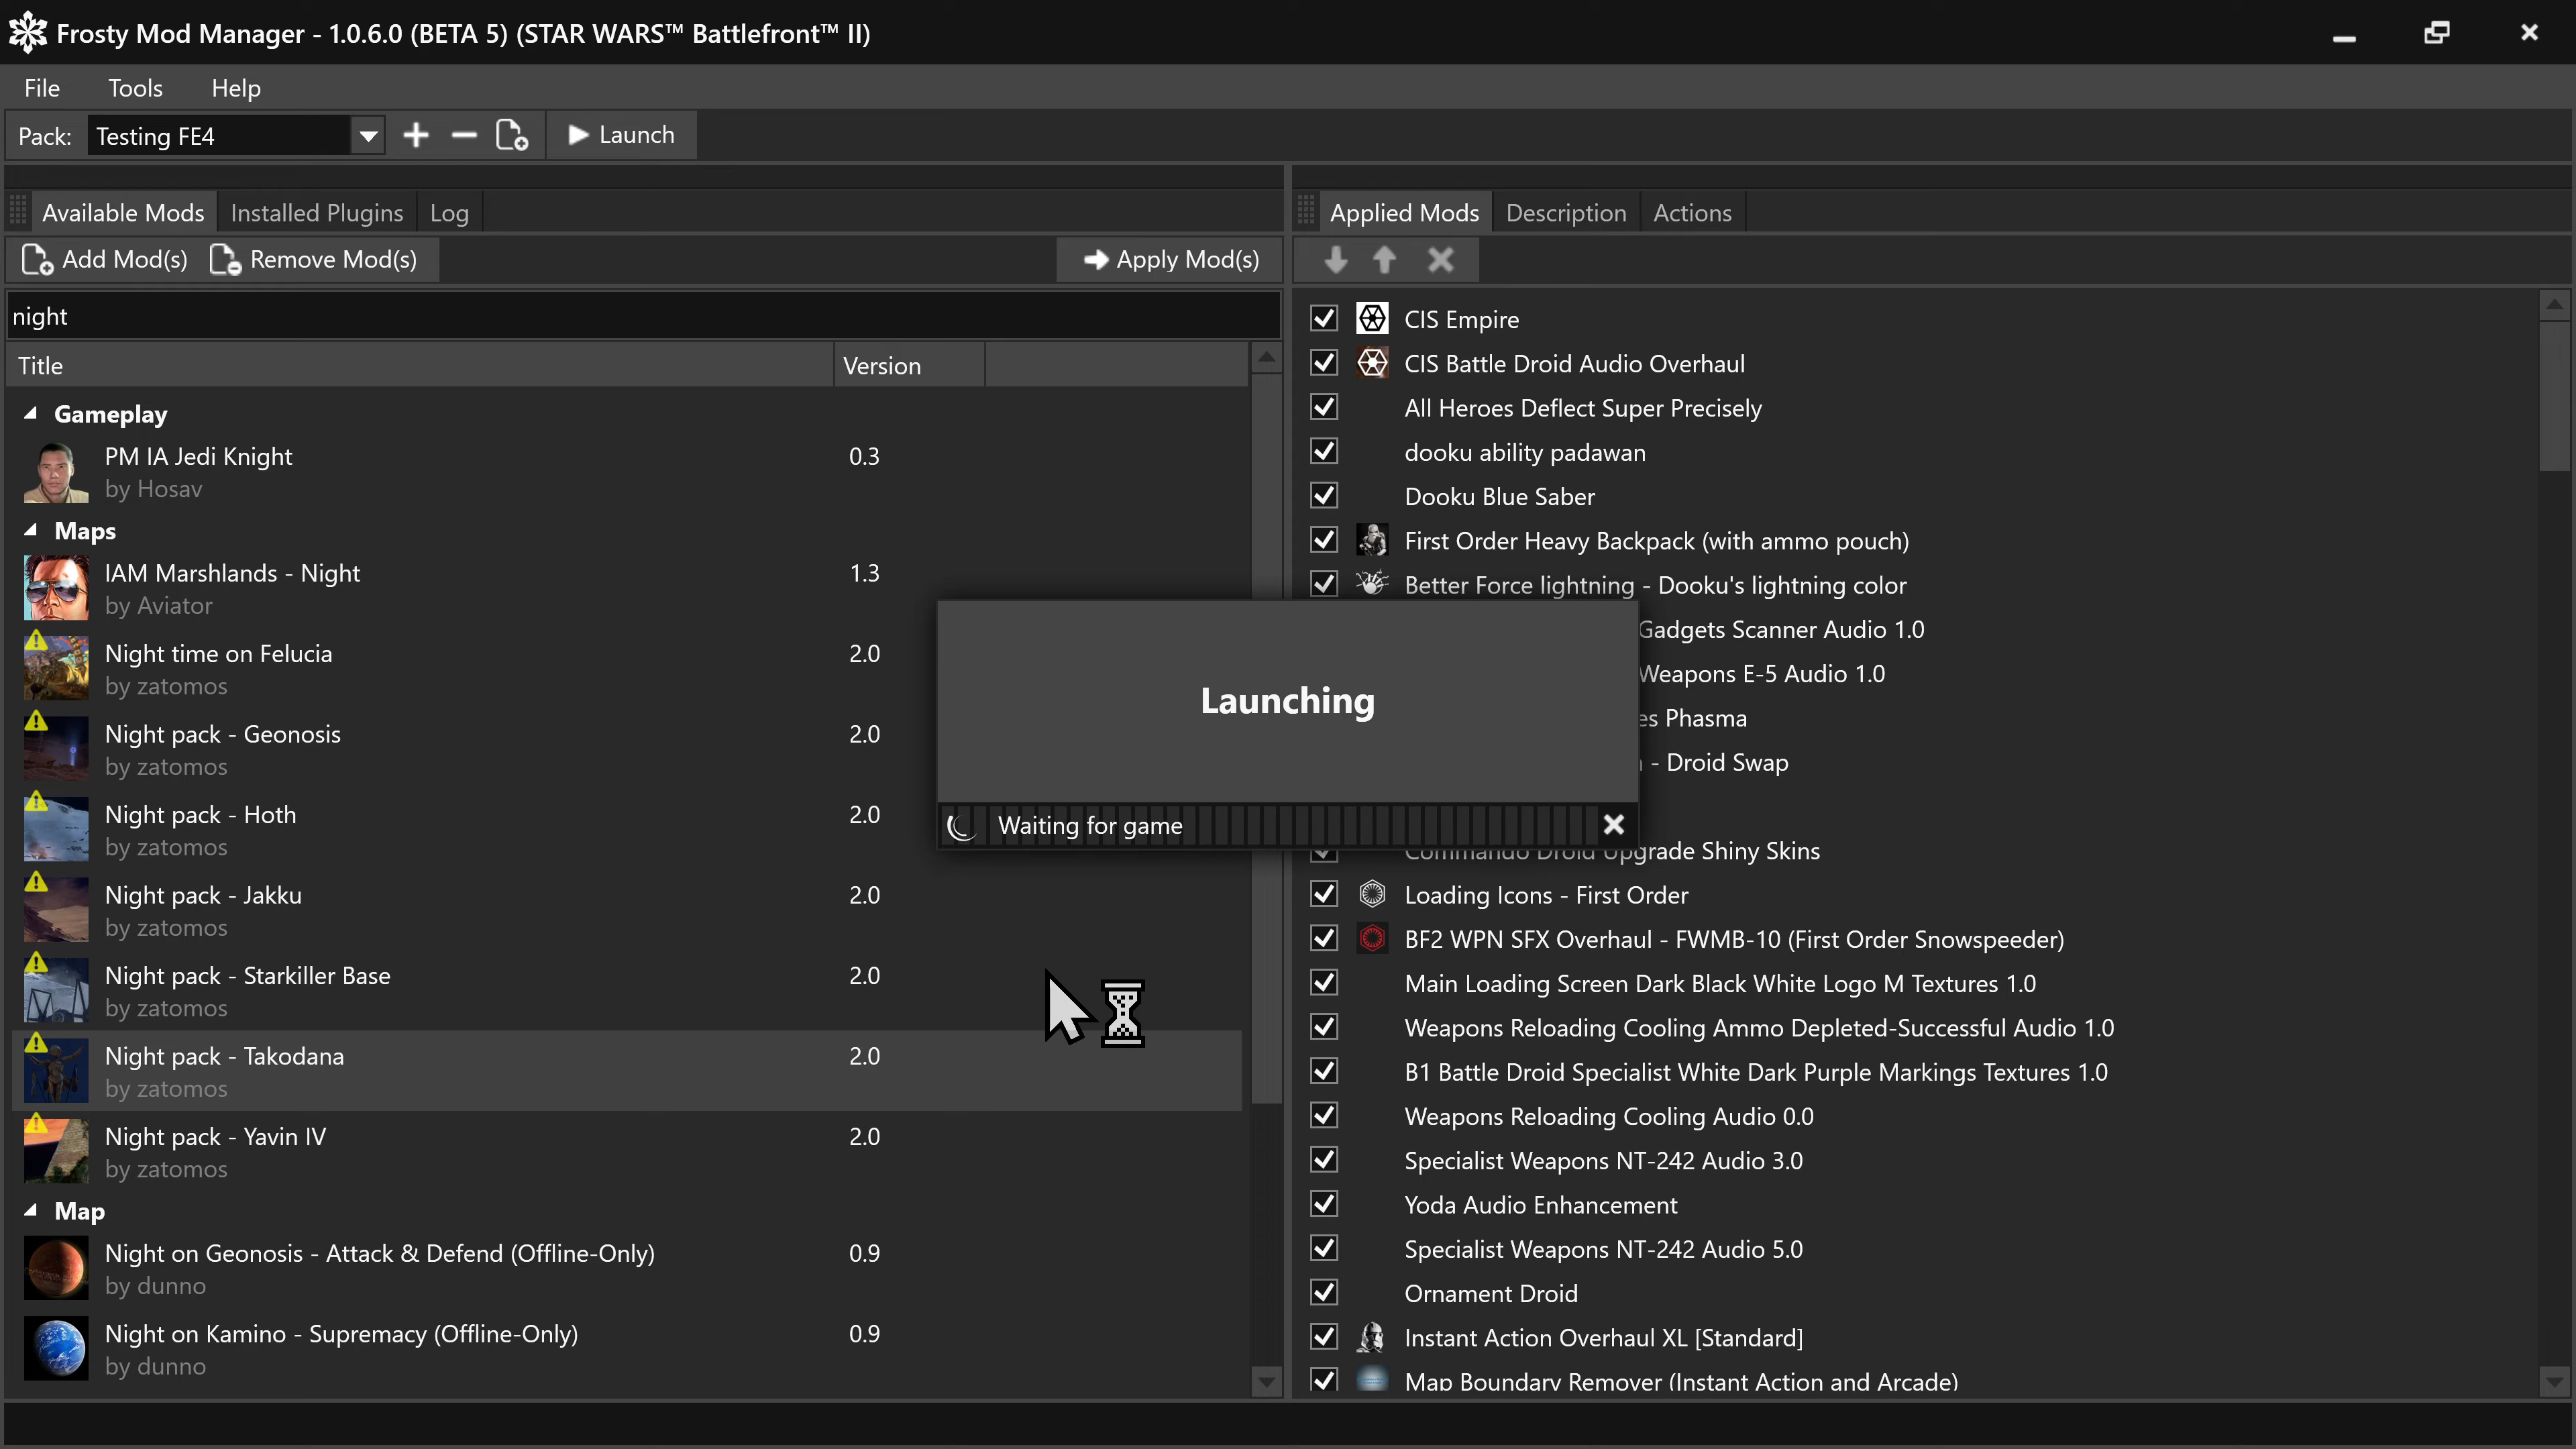 Frosty Mod Manager - 1.0.6.0 (BETA 5) (STAR WARS™ Battlefront™ II)
File Tools Help
Pack: Testing FE4 Launch
Available Mods Installed Plugins Log
Add Mod(s) Remove Mod(s) Apply Mod(s)
night
Title Version
Gameplay
PM IA Jedi Knight 0.3
by Hosav
Maps
IAM Marshlands - Night 1.3
by Aviator
Night time on Felucia 2.0
by zatomos
Night pack - Geonosis 2.0
by zatomos
Night pack - Hoth 2.0
by zatomos
Night pack - Jakku 2.0
by zatomos
Night pack - Starkiller Base 2.0
by zatomos
Night pack - Takodana 2.0
by zatomos
Night pack - Yavin IV 2.0
by zatomos
Map
Night on Geonosis - Attack & Defend (Offline-Only) 0.9
by dunno
Night on Kamino - Supremacy (Offline-Only) 0.9
by dunno
Launching
Waiting for game
Applied Mods Description Actions
CIS Empire
CIS Battle Droid Audio Overhaul
All Heroes Deflect Super Precisely
dooku ability padawan
Dooku Blue Saber
First Order Heavy Backpack (with ammo pouch)
Better Force lightning - Dooku's lightning color
Gadgets Scanner Audio 1.0
Weapons E-5 Audio 1.0
Phasma
- Droid Swap
Commando Droid Upgrade Shiny Skins
Loading Icons - First Order
BF2 WPN SFX Overhaul - FWMB-10 (First Order Snowspeeder)
Main Loading Screen Dark Black White Logo M Textures 1.0
Weapons Reloading Cooling Ammo Depleted-Successful Audio 1.0
B1 Battle Droid Specialist White Dark Purple Markings Textures 1.0
Weapons Reloading Cooling Audio 0.0
Specialist Weapons NT-242 Audio 3.0
Yoda Audio Enhancement
Specialist Weapons NT-242 Audio 5.0
Ornament Droid
Instant Action Overhaul XL [Standard]
Map Boundary Remover (Instant Action and Arcade)